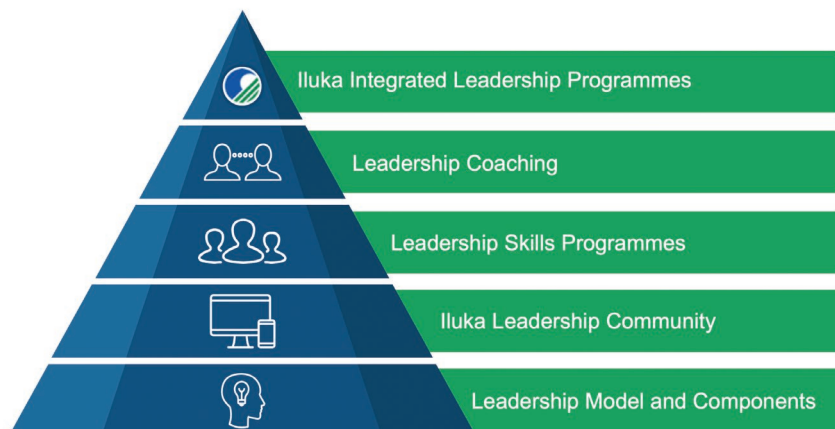 Iluka Integrated Leadership Programmes
Leadership Coaching
Leadership Skills Programmes
Iluka Leadership Community
Leadership Model and Components